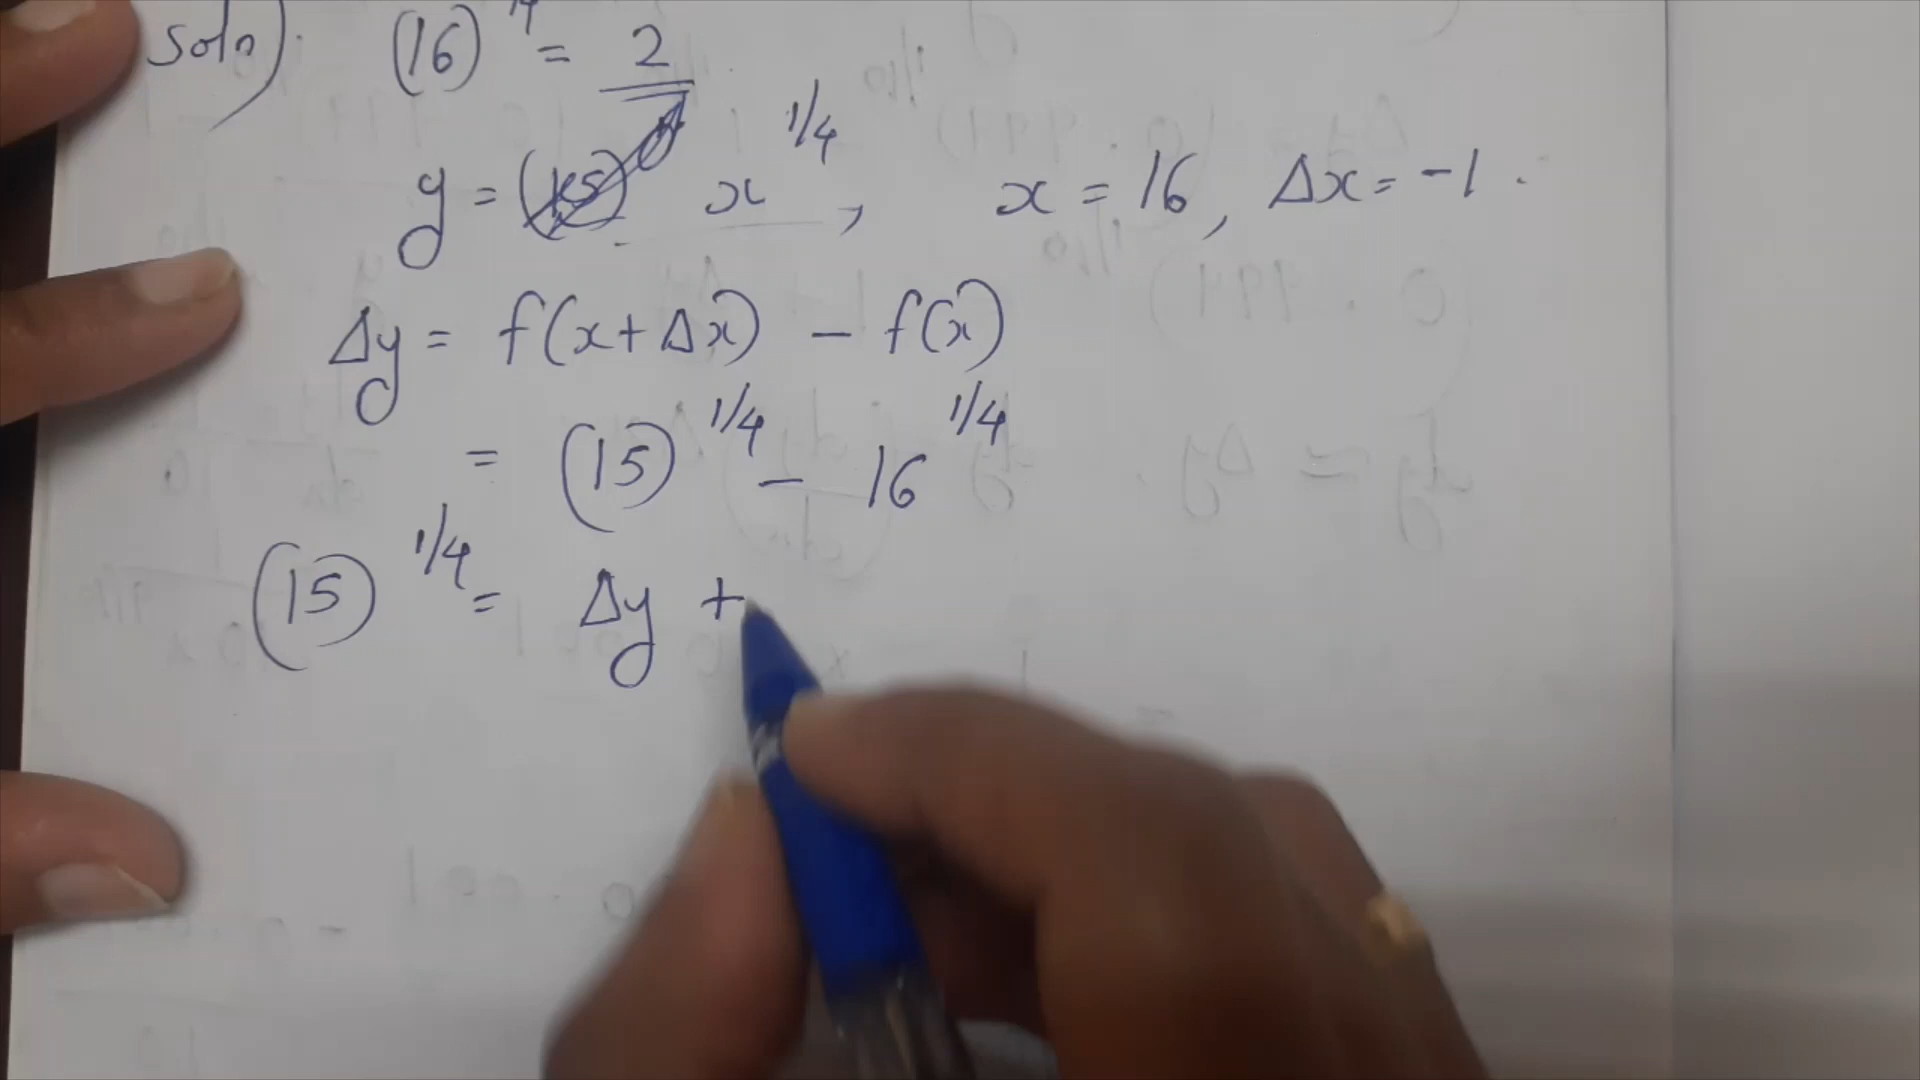 Soln). (16)^1/4 = 2
y = x^1/4, x = 16, Δx = -1.
Δy = f(x+Δx) - f(x)
= (15)^1/4 - 16^1/4
(15)^1/4 = Δy +